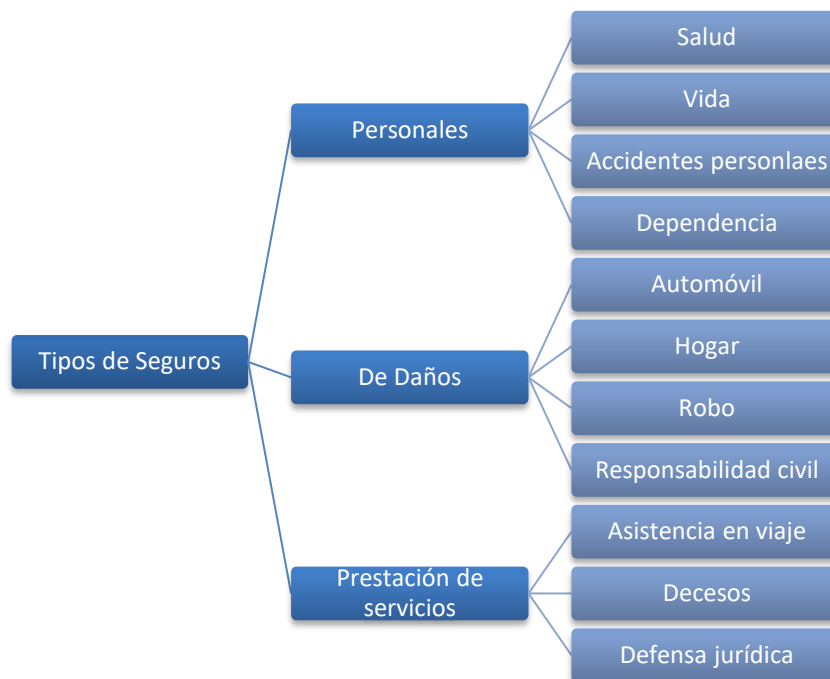 Tipos de Seguros
Personales
Salud
Vida
Accidentes personlaes
Dependencia
De Daños
Automóvil
Hogar
Robo
Responsabilidad civil
Prestación de
servicios
Asistencia en viaje
Decesos
Defensa jurídica